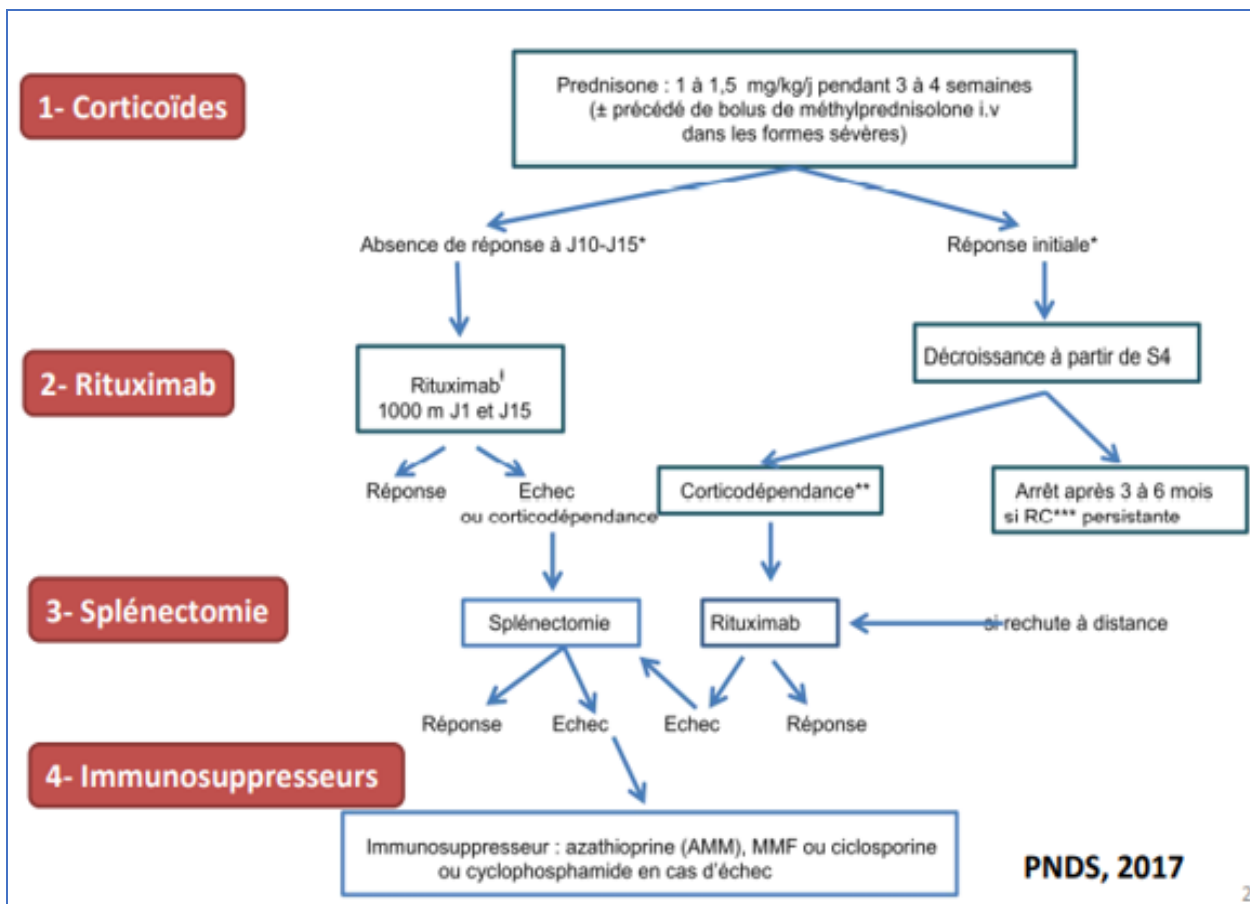 1- Corticoïdes
Prednisone : 1 à 1,5 mg/kg/j pendant 3 à 4 semaines
(± précédé de bolus de méthylprednisolone i.v
dans les formes sévères)
Absence de réponse à J10-J15*
Réponse initiale*
2- Rituximab
Rituximabᶧ
1000 m J1 et J15
Décroissance à partir de S4
Réponse
Echec
ou corticodépendance
Corticodépendance**
Arrêt après 3 à 6 mois
si RC*** persistante
3- Splénectomie
Splénectomie
Rituximab
si rechute à distance
Réponse
Echec
Echec
Réponse
4- Immunosuppresseurs
Immunosuppresseur : azathioprine (AMM), MMF ou ciclosporine
ou cyclophosphamide en cas d'échec
PNDS, 2017
2